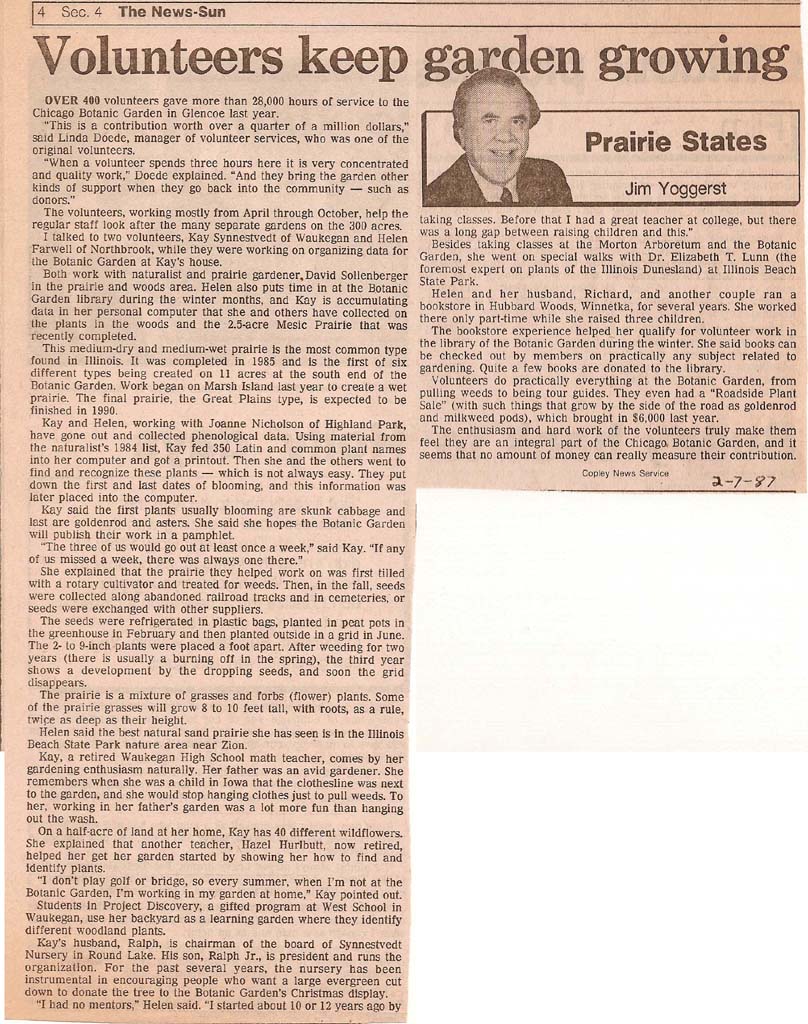 4 Sec. 4 The News-Sun
Volunteers keep garden growing
OVER 400 volunteers gave more than 28,000 hours of service to the
Chicago Botanic Garden in Glencoe last year.
"This is a contribution worth over a quarter of a million dollars,"
said Linda Doede, manager of volunteer services, who was one of the
original volunteers.
"When a volunteer spends three hours here it is very concentrated
and quality work," Doede explained. "And they bring the garden other
kinds of support when they go back into the community — such as
donors."
The volunteers, working mostly from April through October, help the
regular staff look after the many separate gardens on the 300 acres.
I talked to two volunteers, Kay Synnestvedt of Waukegan and Helen
Farwell of Northbrook, while they were working on organizing data for
the Botanic Garden at Kay's house.
Both work with naturalist and prairie gardener, David Sollenberger
in the prairie and woods area. Helen also puts time in at the Botanic
Garden library during the winter months, and Kay is accumulating
data in her personal computer that she and others have collected on
the plants in the woods and the 2.5-acre Mesic Prairie that was
recently completed.
This medium-dry and medium-wet prairie is the most common type
found in Illinois. It was completed in 1985 and is the first of six
different types being created on 11 acres at the south end of the
Botanic Garden. Work began on Marsh Island last year to create a wet
prairie. The final prairie, the Great Plains type, is expected to be
finished in 1990.
Kay and Helen, working with Joanne Nicholson of Highland Park,
have gone out and collected phenological data. Using material from
the naturalist's 1984 list, Kay fed 350 Latin and common plant names
into her computer and got a printout. Then she and the others went to
find and recognize these plants — which is not always easy. They put
down the first and last dates of blooming, and this information was
later placed into the computer.
Kay said the first plants usually blooming are skunk cabbage and
last are goldenrod and asters. She said she hopes the Botanic Garden
will publish their work in a pamphlet.
"The three of us would go out at least once a week," said Kay. "If any
of us missed a week, there was always one there."
She explained that the prairie they helped work on was first tilled
with a rotary cultivator and treated for weeds. Then, in the fall, seeds
were collected along abandoned railroad tracks and in cemeteries, or
seeds were exchanged with other suppliers.
The seeds were refrigerated in plastic bags, planted in peat pots in
the greenhouse in February and then planted outside in a grid in June.
The 2- to 9-inch plants were placed a foot apart. After weeding for two
years (there is usually a burning off in the spring), the third year
shows a development by the dropping seeds, and soon the grid
disappears.
The prairie is a mixture of grasses and forbs (flower) plants. Some
of the prairie grasses will grow 8 to 10 feet tall, with roots, as a rule,
twice as deep as their height.
Helen said the best natural sand prairie she has seen is in the Illinois
Beach State Park nature area near Zion.
Kay, a retired Waukegan High School math teacher, comes by her
gardening enthusiasm naturally. Her father was an avid gardener. She
remembers when she was a child in Iowa that the clothesline was next
to the garden, and she would stop hanging clothes just to pull weeds. To
her, working in her father's garden was a lot more fun than hanging
out the wash.
On a half-acre of land at her home, Kay has 40 different wildflowers.
She explained that another teacher, Hazel Hurlbutt, now retired,
helped her get her garden started by showing her how to find and
identify plants.
"I don't play golf or bridge, so every summer, when I'm not at the
Botanic Garden, I'm working in my garden at home," Kay pointed out.
Students in Project Discovery, a gifted program at West School in
Waukegan, use her backyard as a learning garden where they identify
different woodland plants.
Kay's husband, Ralph, is chairman of the board of Synnestvedt
Nursery in Round Lake. His son, Ralph Jr., is president and runs the
organization. For the past several years, the nursery has been
instrumental in encouraging people who want a large evergreen cut
down to donate the tree to the Botanic Garden's Christmas display.
"I had no mentors," Helen said. "I started about 10 or 12 years ago by
Prairie States
Jim Yoggerst
taking classes. Before that I had a great teacher at college, but there
was a long gap between raising children and this."
Besides taking classes at the Morton Arboretum and the Botanic
Garden, she went on special walks with Dr. Elizabeth T. Lunn (the
foremost expert on plants of the Illinois Dunesland) at Illinois Beach
State Park.
Helen and her husband, Richard, and another couple ran a
bookstore in Hubbard Woods, Winnetka, for several years. She worked
there only part-time while she raised three children.
The bookstore experience helped her qualify for volunteer work in
the library of the Botanic Garden during the winter. She said books can
be checked out by members on practically any subject related to
gardening. Quite a few books are donated to the library.
Volunteers do practically everything at the Botanic Garden, from
pulling weeds to being tour guides. They even had a "Roadside Plant
Sale" (with such things that grow by the side of the road as goldenrod
and milkweed pods), which brought in $6,000 last year.
The enthusiasm and hard work of the volunteers truly make them
feel they are an integral part of the Chicago Botanic Garden, and it
seems that no amount of money can really measure their contribution.
Copley News Service
2-7-87